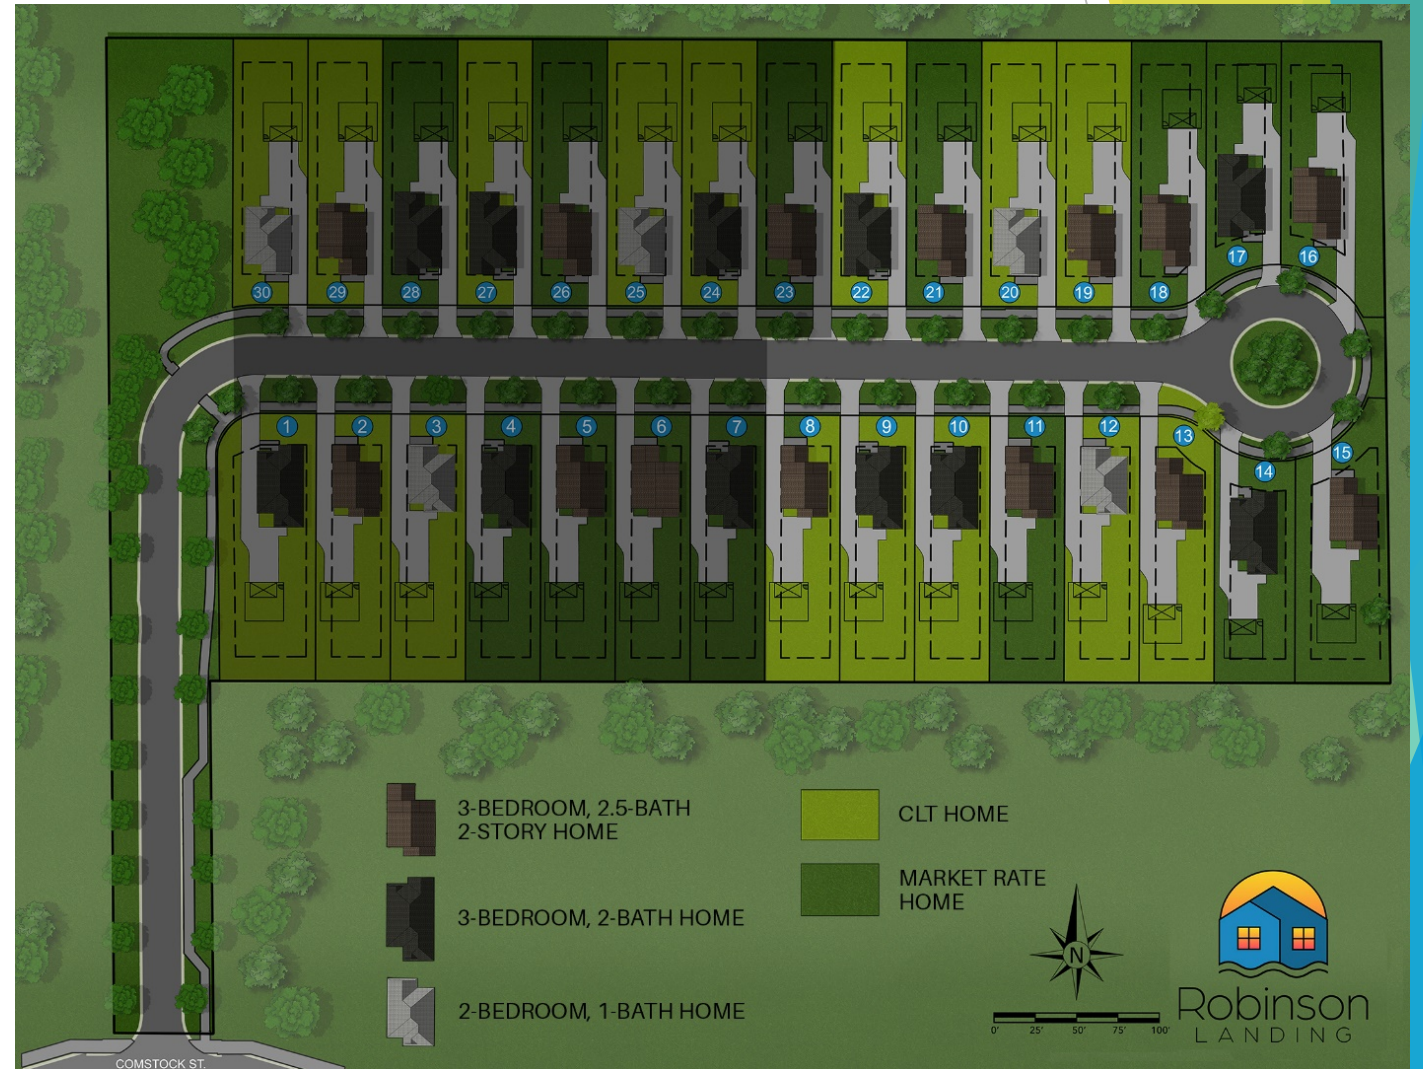 30 29 28 27 26 25 24 23 22 21 20 19 18 17 16
1 2 3 4 5 6 7 8 9 10 11 12 13 14 15
3-BEDROOM, 2.5-BATH
2-STORY HOME
3-BEDROOM, 2-BATH HOME
2-BEDROOM, 1-BATH HOME
CLT HOME
MARKET RATE
HOME
N
0' 25' 50' 75' 100'
Robinson
LANDING
COMSTOCK ST.